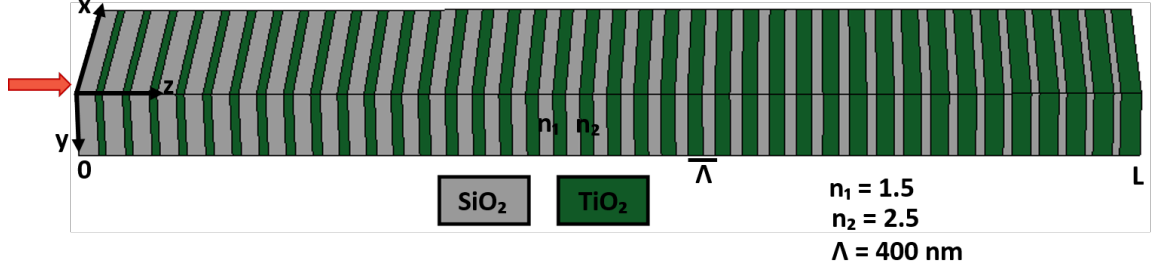 x
z
n₁ n₂
y
0
Λ
L
SiO₂
TiO₂
n₁ = 1.5
n₂ = 2.5
Λ = 400 nm